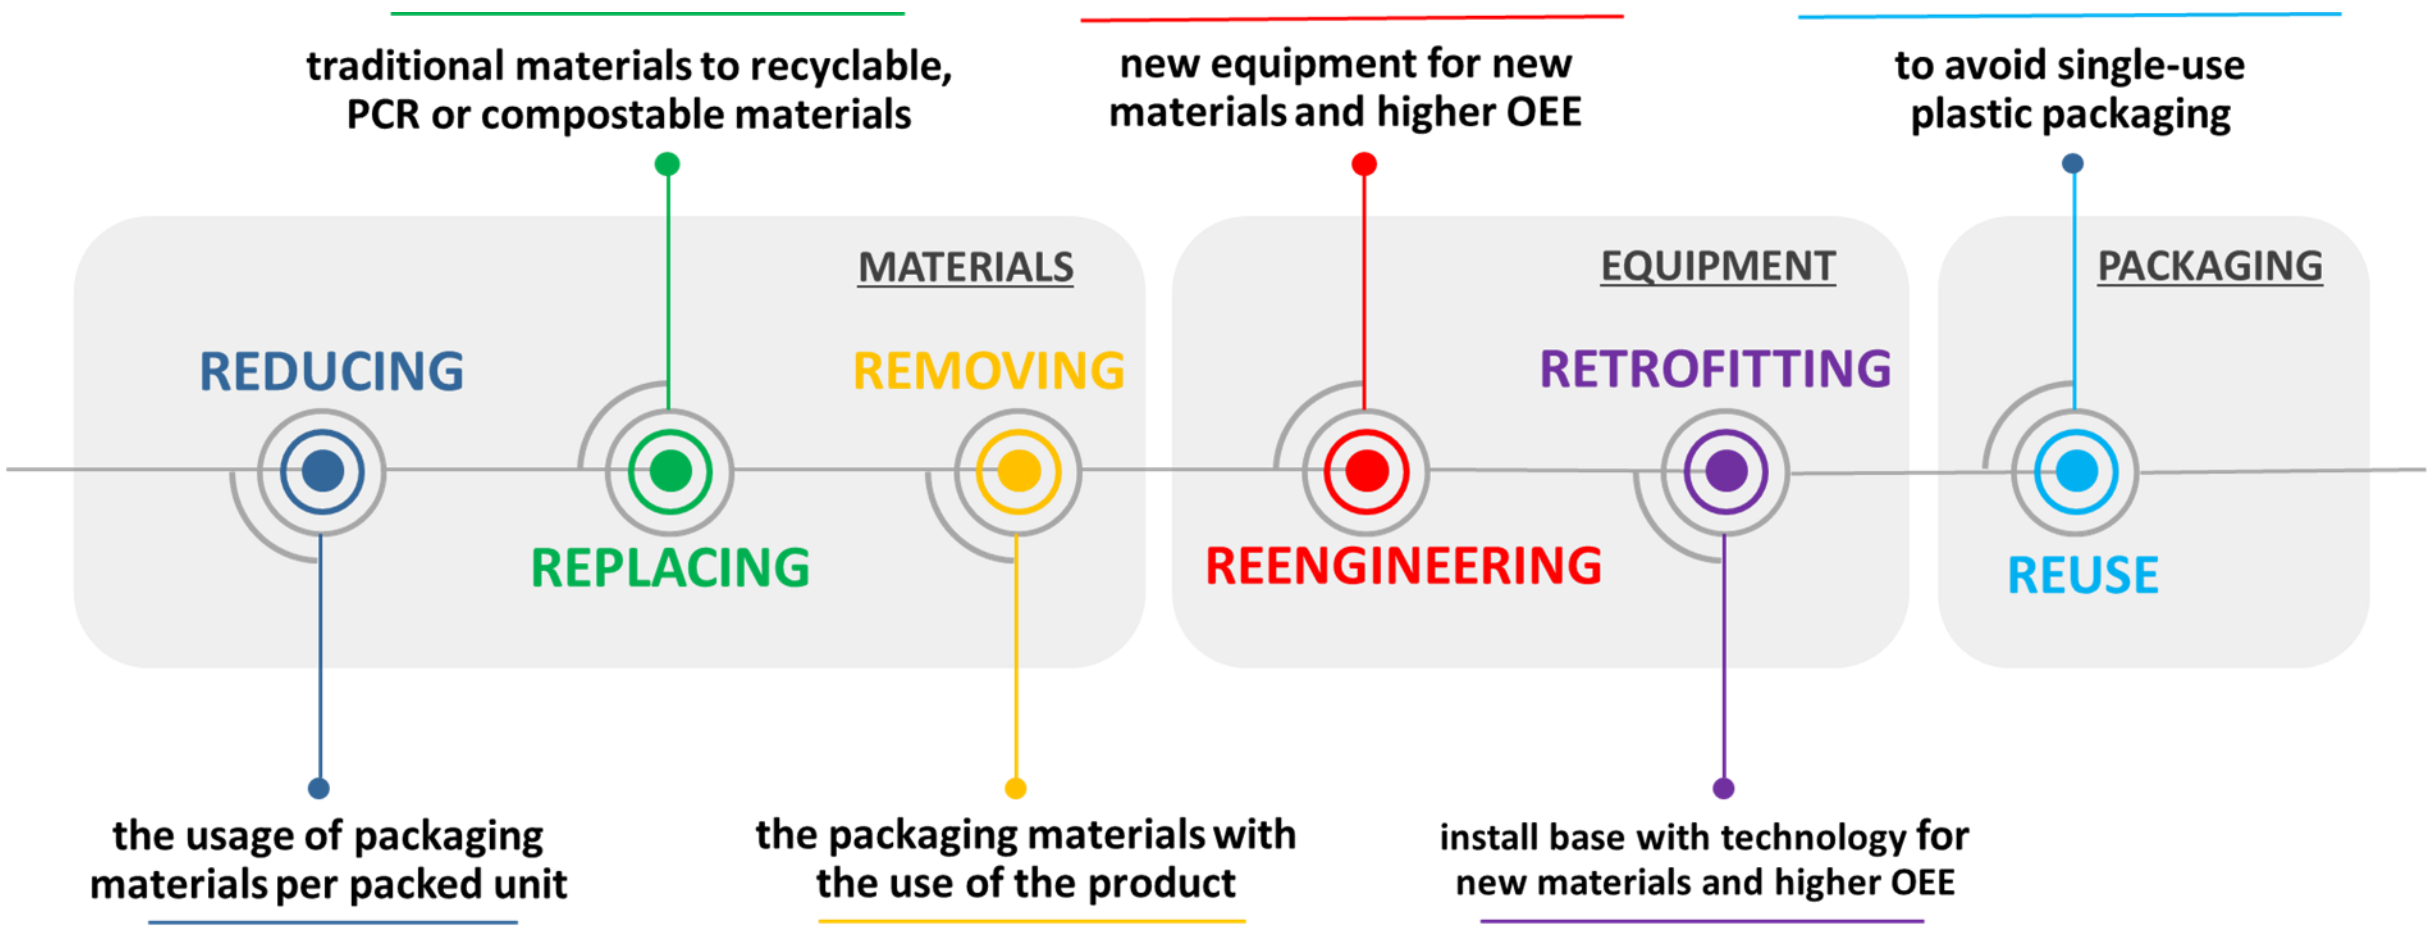 traditional materials to recyclable,
PCR or compostable materials
new equipment for new
materials and higher OEE
to avoid single-use
plastic packaging
MATERIALS
EQUIPMENT
PACKAGING
REDUCING
REMOVING
RETROFITTING
REPLACING
REENGINEERING
REUSE
the usage of packaging
materials per packed unit
the packaging materials with
the use of the product
install base with technology for
new materials and higher OEE